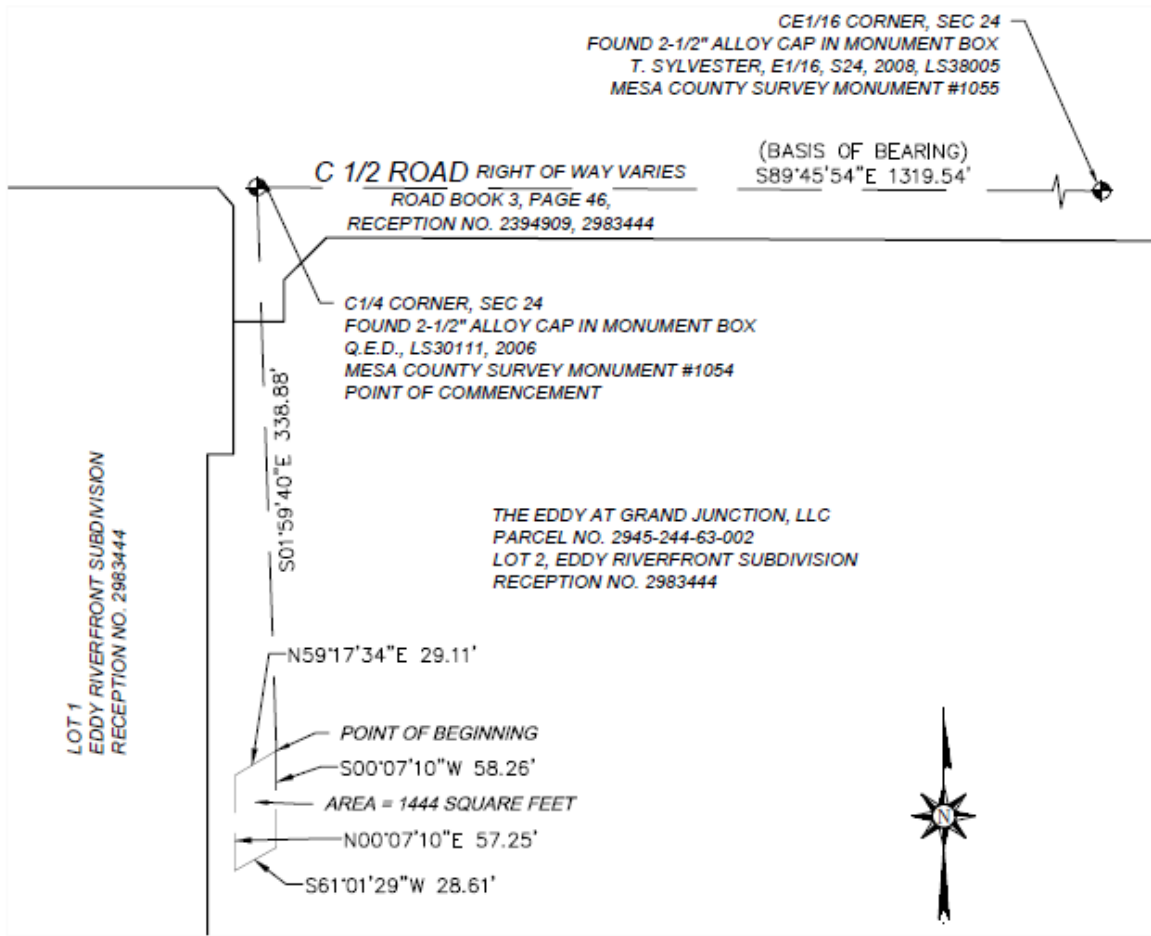 CE1/16 CORNER, SEC 24
FOUND 2-1/2" ALLOY CAP IN MONUMENT BOX
T. SYLVESTER, E1/16, S24, 2008, LS38005
MESA COUNTY SURVEY MONUMENT #1055
(BASIS OF BEARING)
S89°45'54"E 1319.54'
C 1/2 ROAD RIGHT OF WAY VARIES
ROAD BOOK 3, PAGE 46,
RECEPTION NO. 2394909, 2983444
C1/4 CORNER, SEC 24
FOUND 2-1/2" ALLOY CAP IN MONUMENT BOX
Q.E.D., LS30111, 2006
MESA COUNTY SURVEY MONUMENT #1054
POINT OF COMMENCEMENT
S01°59'40"E 338.88'
LOT 1
EDDY RIVERFRONT SUBDIVISION
RECEPTION NO. 2983444
THE EDDY AT GRAND JUNCTION, LLC
PARCEL NO. 2945-244-63-002
LOT 2, EDDY RIVERFRONT SUBDIVISION
RECEPTION NO. 2983444
N59°17'34"E 29.11'
POINT OF BEGINNING
S00°07'10"W 58.26'
AREA = 1444 SQUARE FEET
N00°07'10"E 57.25'
S61°01'29"W 28.61'
N